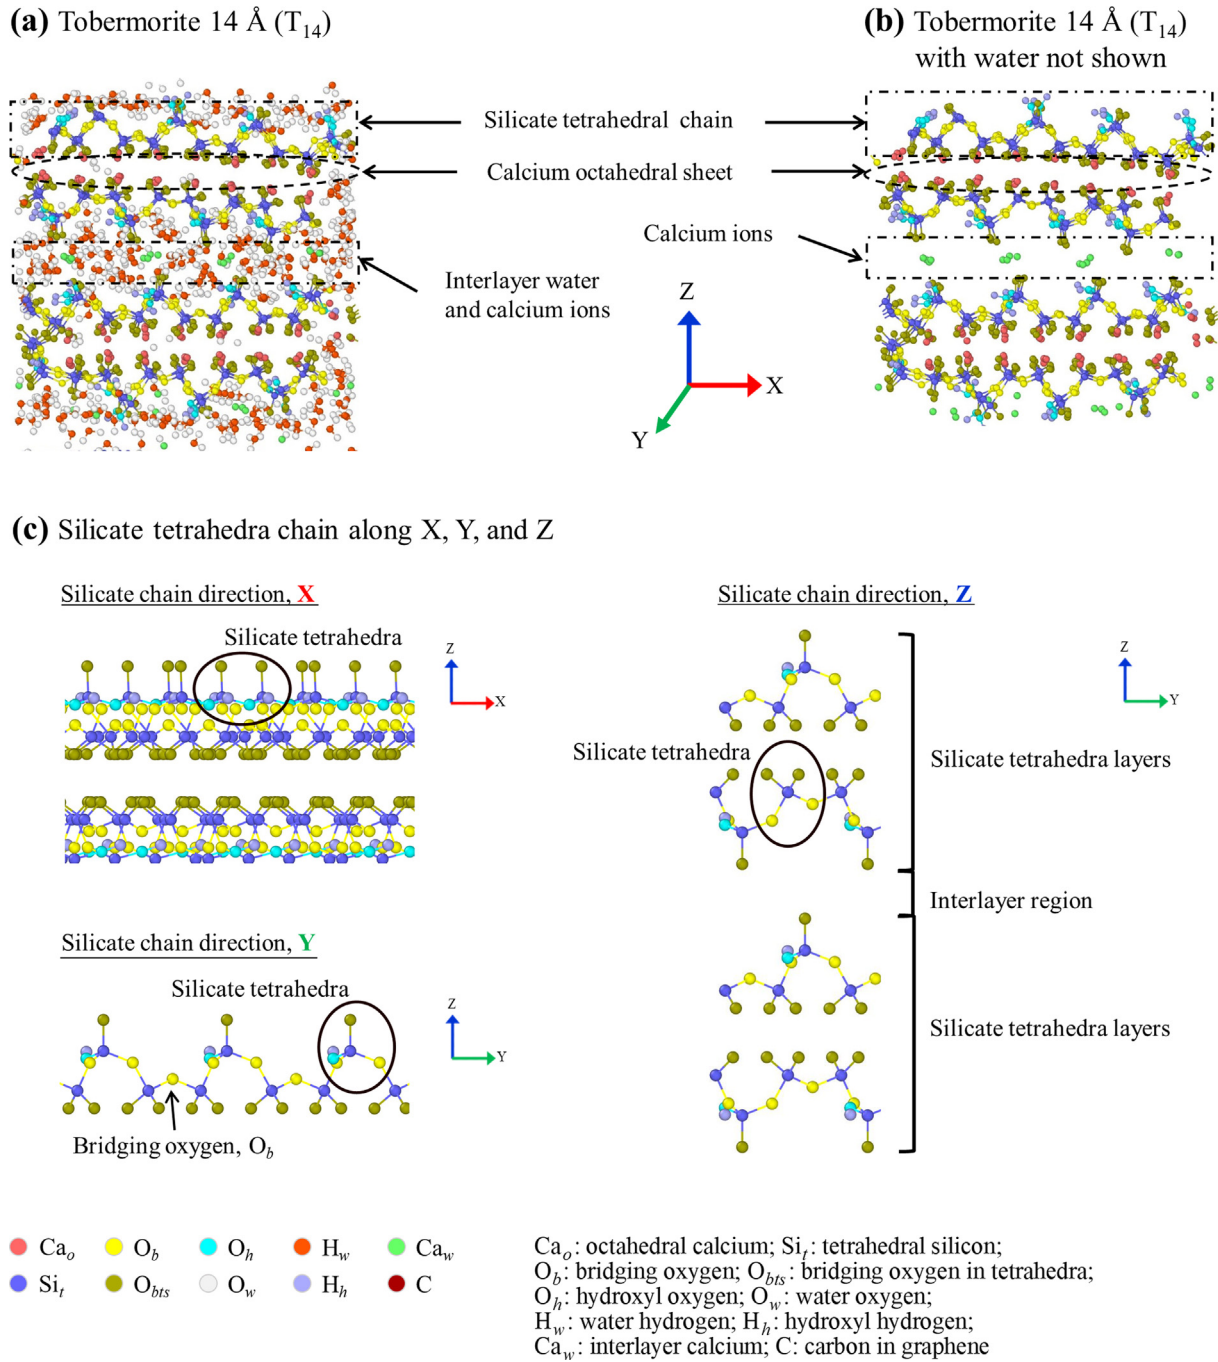 (a) Tobermorite 14 Å (T14)
(b) Tobermorite 14 Å (T14)
with water not shown
Silicate tetrahedral chain
Calcium octahedral sheet
Calcium ions
Interlayer water
and calcium ions
Z
X
Y
(c) Silicate tetrahedra chain along X, Y, and Z
Silicate chain direction, X
Silicate tetrahedra
Z
X
Silicate chain direction, Z
Z
Y
Silicate tetrahedra
Silicate tetrahedra layers
Interlayer region
Silicate tetrahedra layers
Silicate chain direction, Y
Silicate tetrahedra
Z
Y
Bridging oxygen, Ob
Cao Ob Oh Hw Caw
Sit Obts Ow Hh C
Cao: octahedral calcium; Sit: tetrahedral silicon;
Ob: bridging oxygen; Obts: bridging oxygen in tetrahedra;
Oh: hydroxyl oxygen; Ow: water oxygen;
Hw: water hydrogen; Hh: hydroxyl hydrogen;
Caw: interlayer calcium; C: carbon in graphene